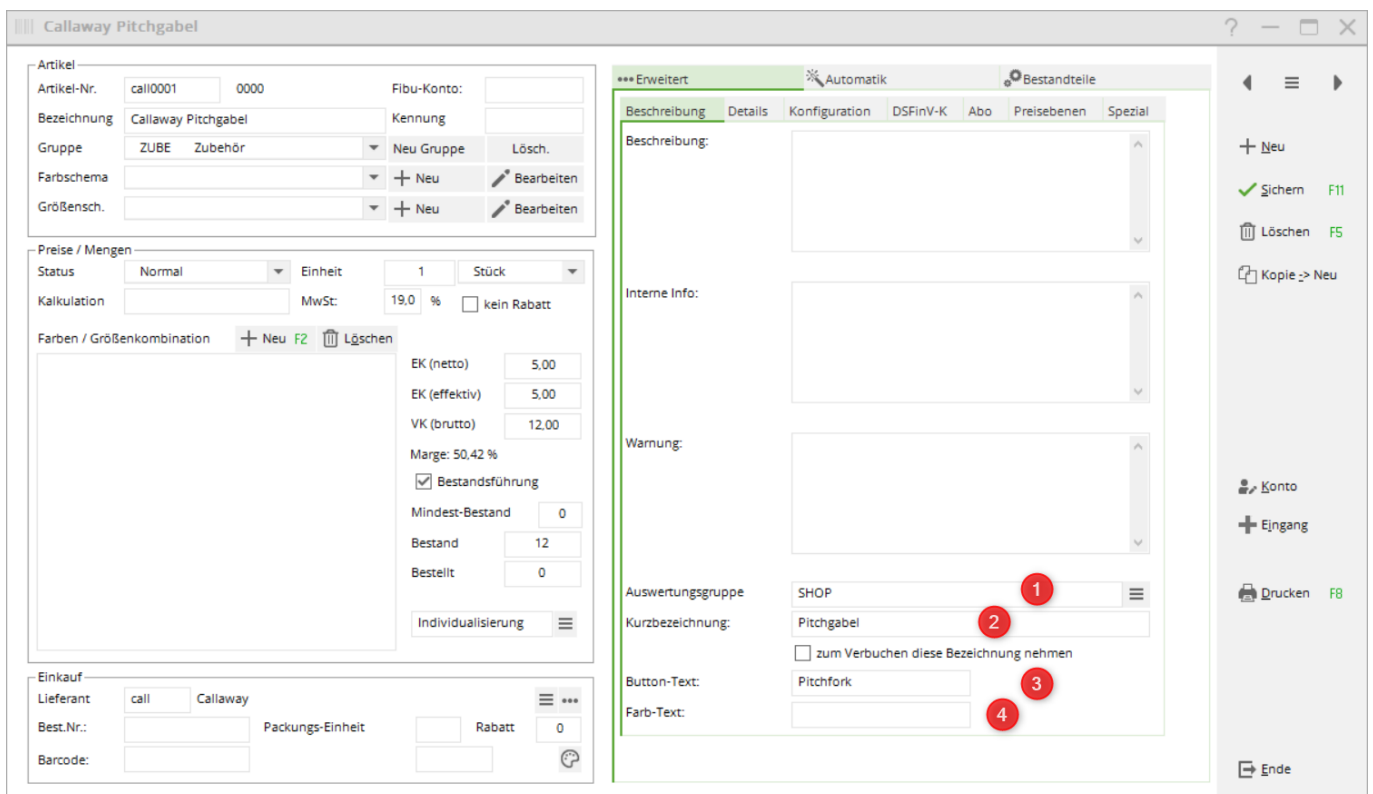 Callaway Pitchgabel
Artikel
Artikel-Nr. call0001 0000 Fibu-Konto:
Bezeichnung Callaway Pitchgabel Kennung
Gruppe ZUBE Zubehör Neu Gruppe Lösch.
Farbschema Neu Bearbeiten
Größensch. Neu Bearbeiten
Preise / Mengen
Status Normal Einheit 1 Stück
Kalkulation MwSt: 19,0 % kein Rabatt
Farben / Größenkombination Neu F2 Löschen
EK (netto) 5,00
EK (effektiv) 5,00
VK (brutto) 12,00
Marge: 50,42 %
Bestandsführung
Mindest-Bestand 0
Bestand 12
Bestellt 0
Individualisierung
Einkauf
Lieferant call Callaway
Best.Nr.: Packungs-Einheit Rabatt 0
Barcode:
Erweitert Automatik Bestandteile
Beschreibung Details Konfiguration DSFinV-K Abo Preisebenen Spezial
Beschreibung:
Interne Info:
Warnung:
Auswertungsgruppe SHOP 1
Kurzbezeichnung: Pitchgabel 2
zum Verbuchen diese Bezeichnung nehmen
Button-Text: Pitchfork 3
Farb-Text: 4
Neu
Sichern F11
Löschen F5
Kopie -> Neu
Konto
Eingang
Drucken F8
Ende